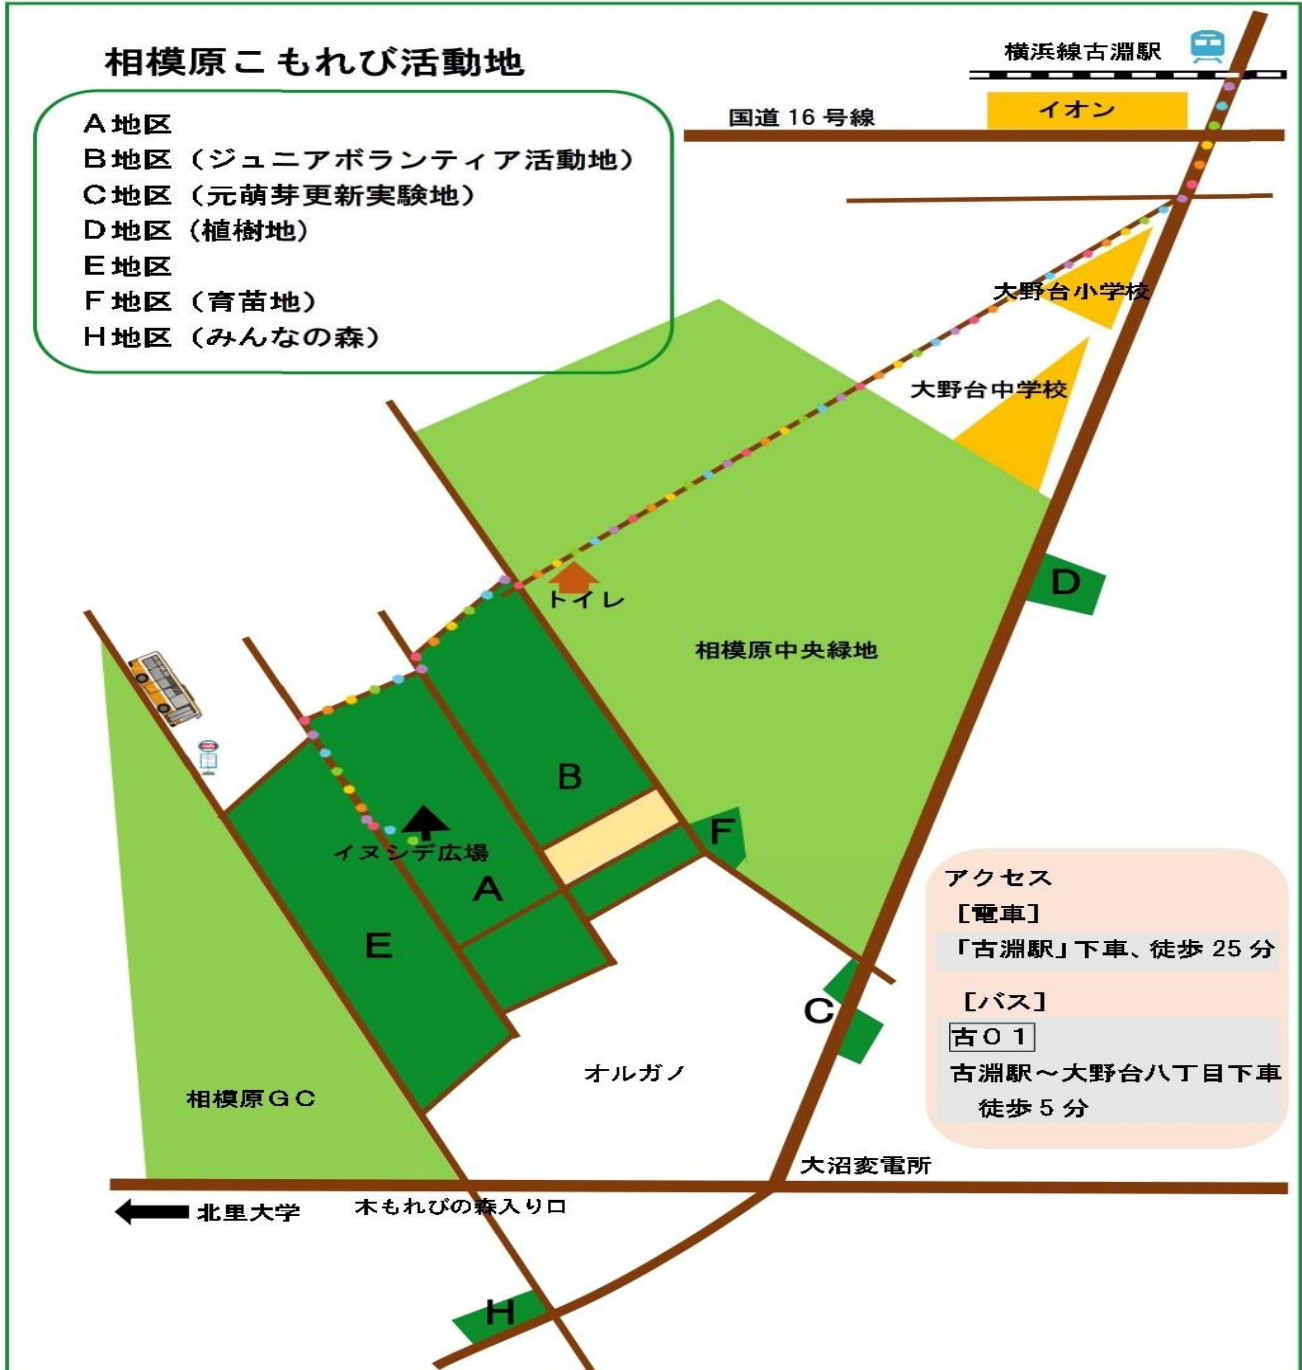 相模原こもれび活動地
A地区
B地区（ジュニアボランティア活動地）
C地区（元萌芽更新実験地）
D地区（植樹地）
E地区
F地区（育苗地）
H地区（みんなの森）
横浜線古淵駅
イオン
国道16号線
大野台小学校
大野台中学校
D
トイレ
相模原中央緑地
B
F
イヌシデ広場
A
E
C
オルガノ
相模原GC
アクセス
［電車］
「古淵駅」下車、徒歩25分
［バス］
古01
古淵駅～大野台八丁目下車
徒歩5分
大沼変電所
北里大学
木もれびの森入り口
H